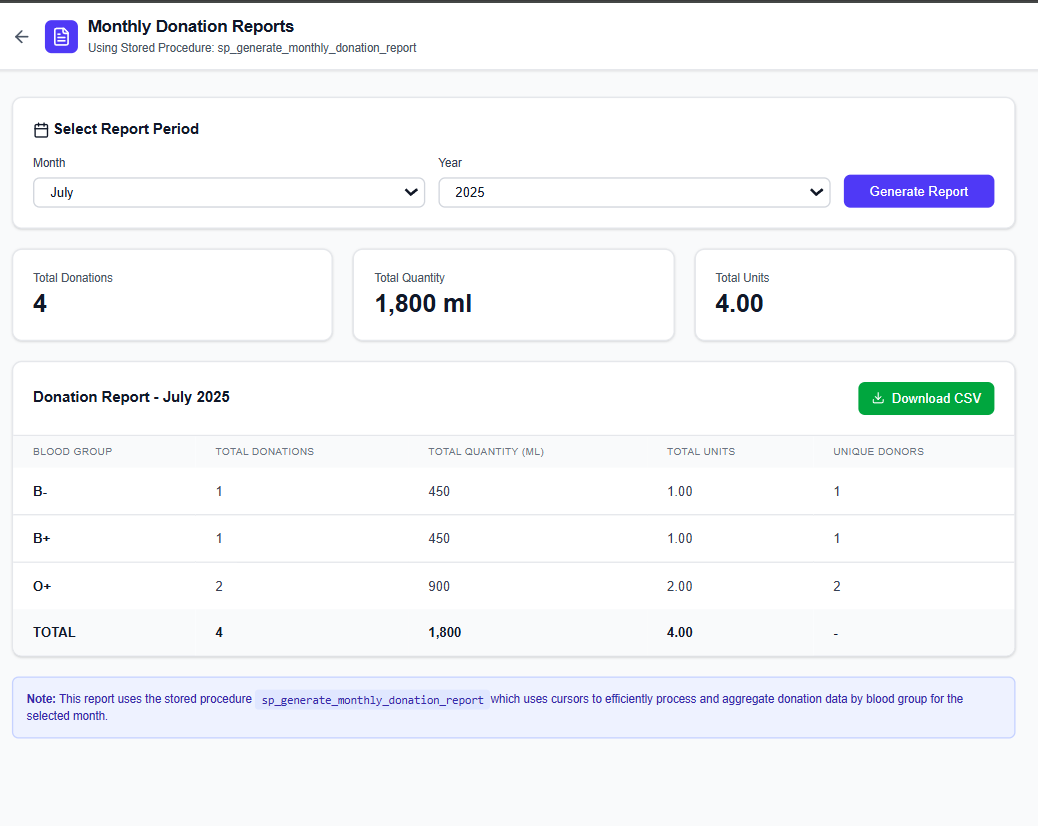 Monthly Donation Reports
Using Stored Procedure: sp_generate_monthly_donation_report
Select Report Period
Month
Year
July
2025
Generate Report
Total Donations
4
Total Quantity
1,800 ml
Total Units
4.00
Donation Report - July 2025
Download CSV
BLOOD GROUP TOTAL DONATIONS TOTAL QUANTITY (ML) TOTAL UNITS UNIQUE DONORS
B- 1 450 1.00 1
B+ 1 450 1.00 1
O+ 2 900 2.00 2
TOTAL 4 1,800 4.00 -
Note: This report uses the stored procedure sp_generate_monthly_donation_report which uses cursors to efficiently process and aggregate donation data by blood group for the
selected month.